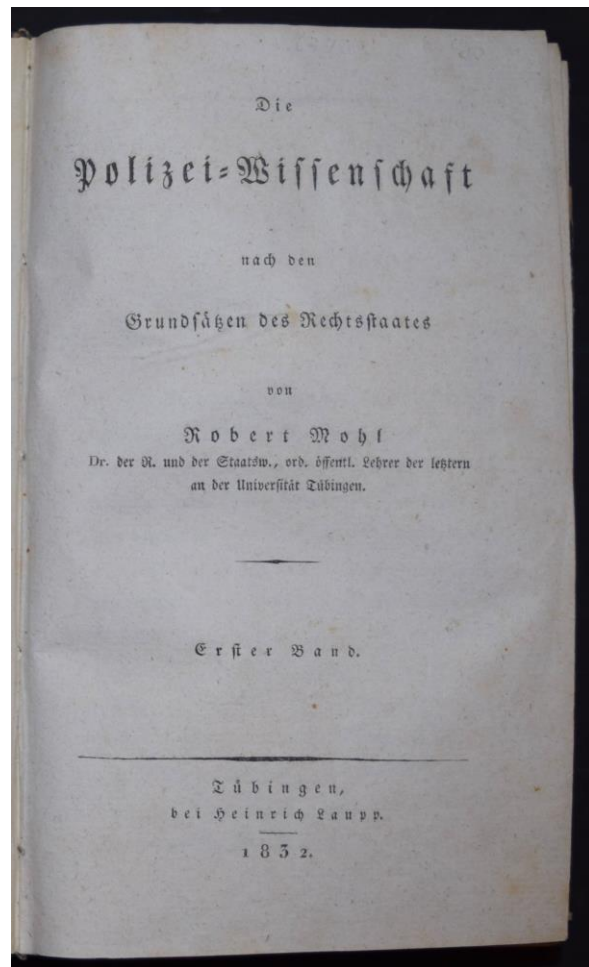 Die
Polizei=Wissenschaft
nach den
Grundsätzen des Rechtsstaates
von
Robert Mohl
Dr. der R. und der Staatsw., ord. öffentl. Lehrer der letztern
an der Universität Tübingen.
Erster Band.
Tübingen,
bei Heinrich Laupp.
1832.